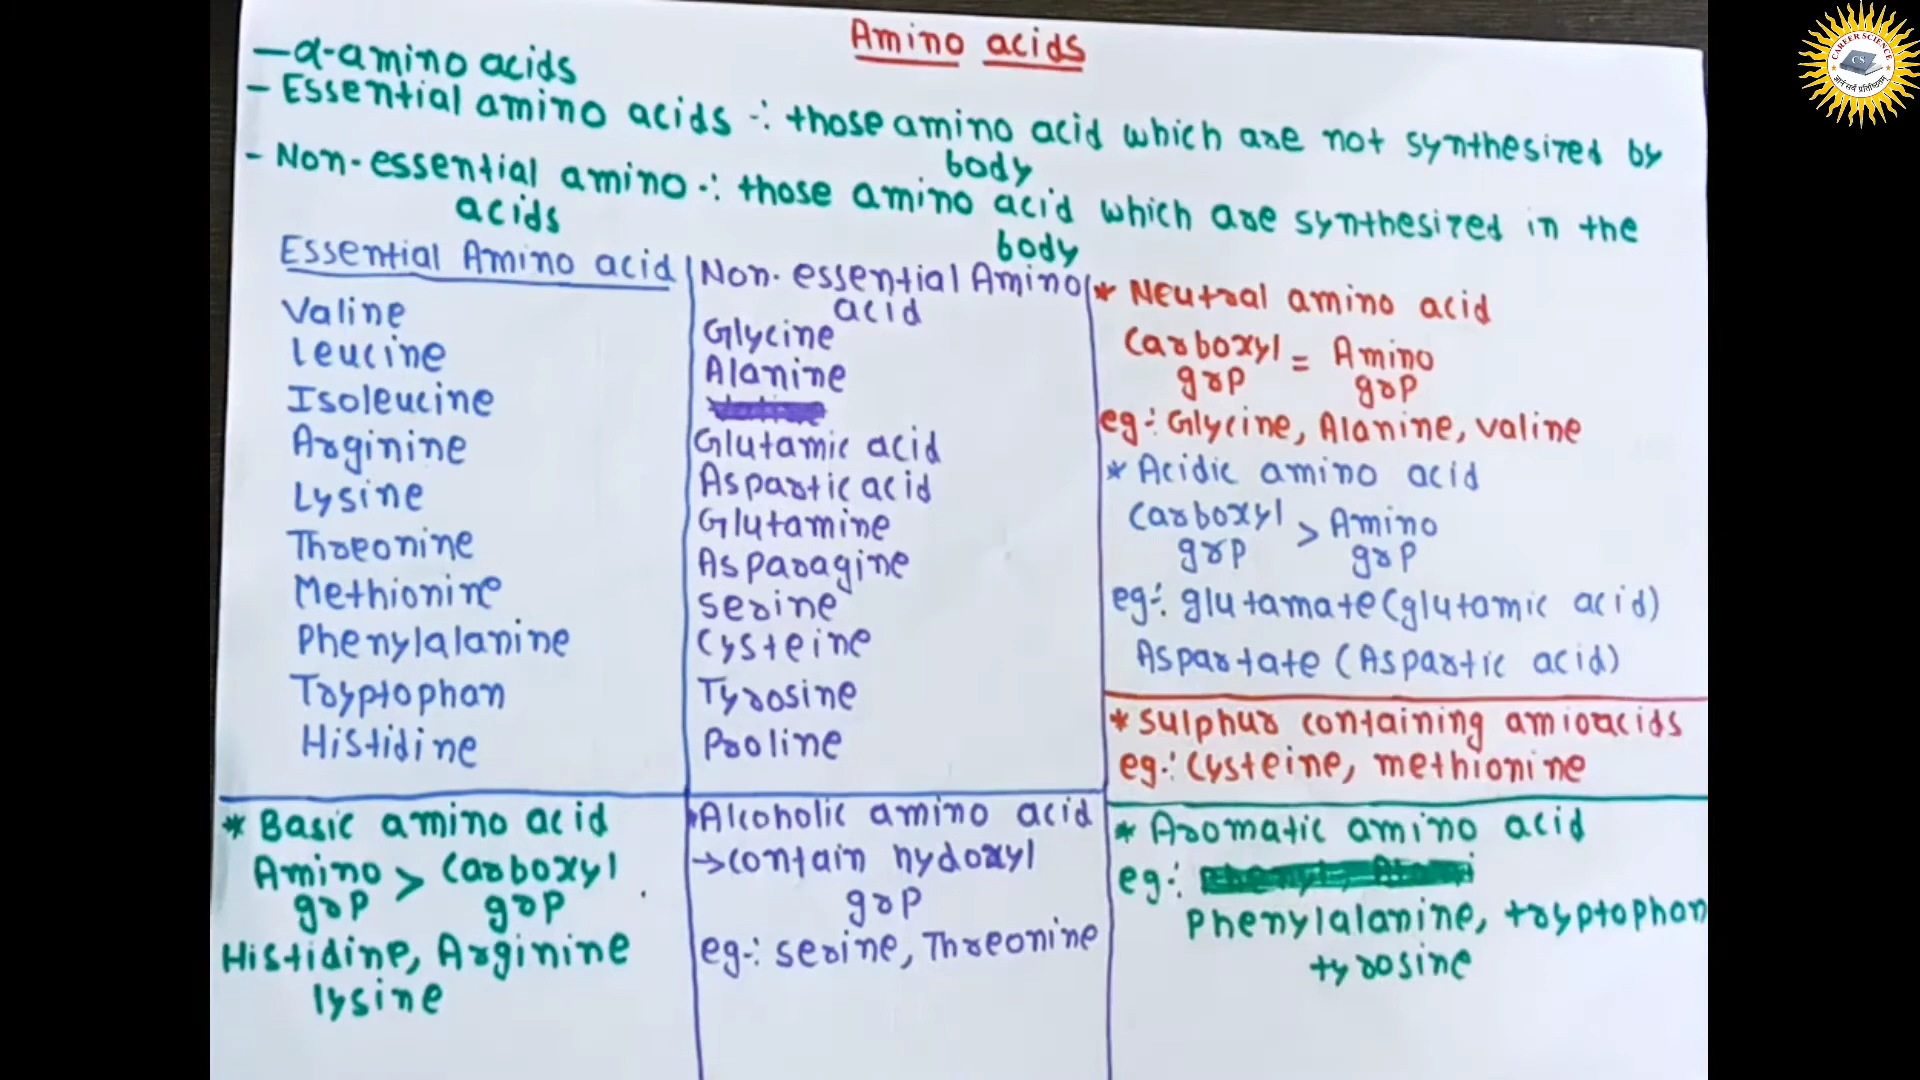 Amino acids
– α-amino acids
- Essential amino acids :- those amino acid which are not synthesized by
body
- Non-essential amino :- those amino acid which are synthesized in the
acids
body
Essential Amino acid
Valine
leucine
Isoleucine
Arginine
Lysine
Threonine
Methionine
Phenylalanine
Tryptophan
Histidine
Non-essential Amino
acid
Glycine
Alanine
Glutamic acid
Aspartic acid
Glutamine
Asparagine
serine
Cysteine
Tyrosine
Proline
* Neutral amino acid
Carboxyl = Amino
grp grp
eg:- Glycine, Alanine, valine
* Acidic amino acid
Carboxyl > Amino
grp grp
eg:- glutamate (glutamic acid)
Aspartate (Aspartic acid)
* Sulphur containing amioacids
eg:- Cysteine, methionine
* Basic amino acid
Amino > Carboxyl
grp grp
Histidine, Arginine
lysine
Alcoholic amino acid
→ contain hydoxyl
grp
eg:- serine, Threonine
* Aromatic amino acid
eg:-
Phenylalanine, tryptophan
tyrosine
CAREER SCIENCE
CS